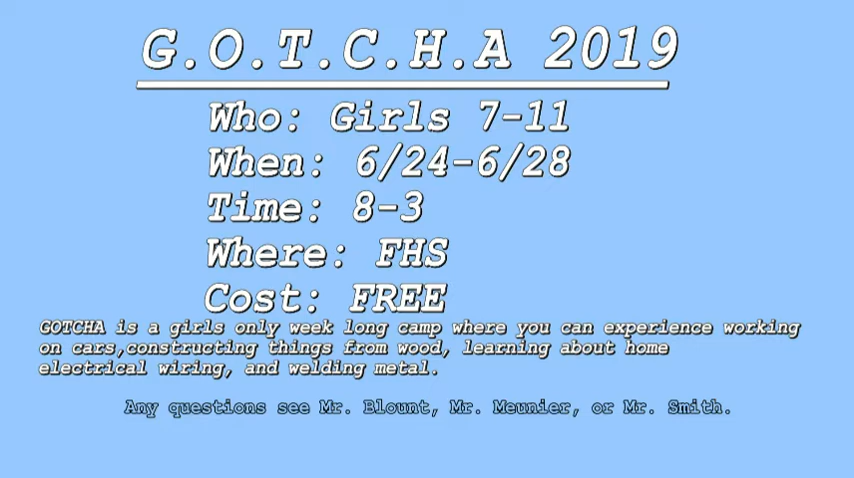 G.O.T.C.H.A 2019
Who: Girls 7-11
When: 6/24-6/28
Time: 8-3
Where: FHS
Cost: FREE
GOTCHA is a girls only week long camp where you can experience working
on cars,constructing things from wood, learning about home
electrical wiring, and welding metal.
Any questions see Mr. Blount, Mr. Meunier, or Mr. Smith.